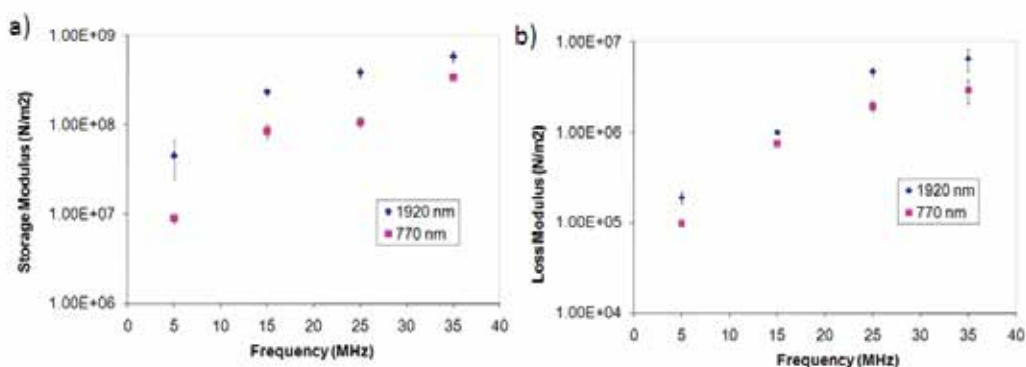 a)
1.00E+09
1.00E+08
1.00E+07
1.00E+06
Storage Modulus (N/m2)
1920 nm
770 nm
0 5 10 15 20 25 30 35 40
Frequency (MHz)
b)
1.00E+07
1.00E+06
1.00E+05
1.00E+04
Loss Modulus (N/m2)
1920 nm
770 nm
0 5 10 15 20 25 30 35 40
Frequency (MHz)